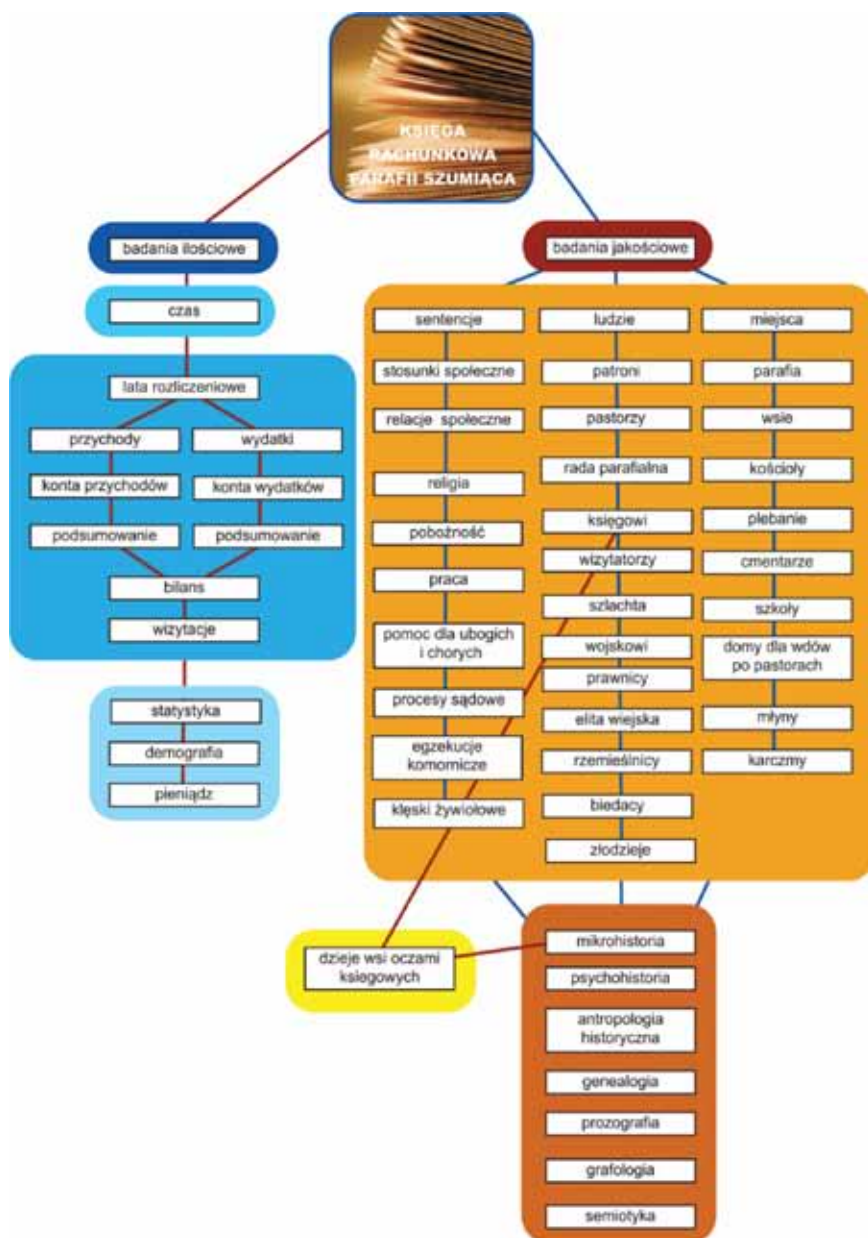 KSIĘGA
RACHUNKOWA
PARAFII SZUMIĄCA
badania ilościowe
czas
lata rozliczeniowe
przychody
wydatki
konta przychodów
konta wydatków
podsumowanie
podsumowanie
bilans
wizytacje
statystyka
demografia
pieniądz
badania jakościowe
sentencje
stosunki społeczne
relacje społeczne
religia
pobożność
praca
pomoc dla ubogich
i chorych
procesy sądowe
egzekucje
komornicze
klęski żywiołowe
ludzie
patroni
pastorzy
rada parafialna
księgowi
wizytatorzy
szlachta
wojskowi
prawnicy
elita wiejska
rzemieślnicy
biedacy
złodzieje
miejsca
parafia
wsie
kościoły
plebanie
cmentarze
szkoły
domy dla wdów
po pastorach
młyny
karczmy
dzieje wsi oczami
księgowych
mikrohistoria
psychohistoria
antropologia
historyczna
genealogia
prozografia
grafologia
semiotyka